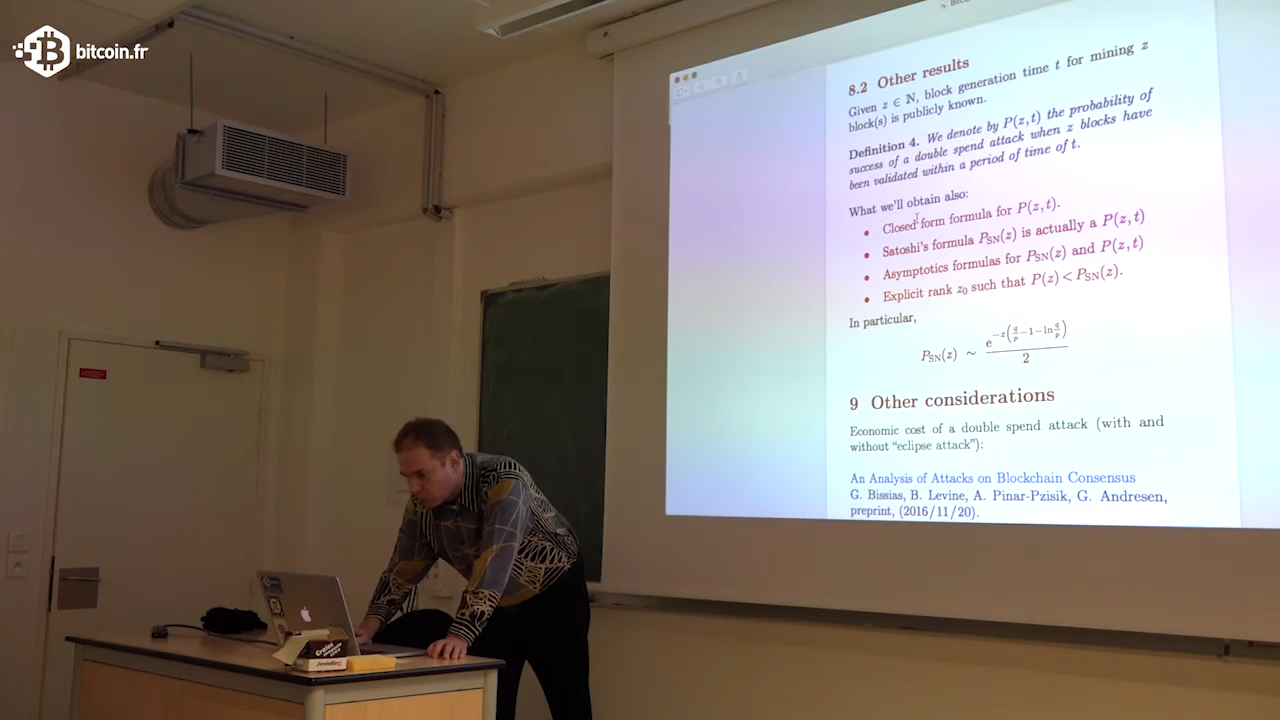 bitcoin.fr
8.2 Other results
Given z ∈ ℕ, block generation time t for mining z
block(s) is publicly known.
Definition 4. We denote by P(z,t) the probability of
success of a double spend attack when z blocks have
been validated within a period of time of t.
What we'll obtain also:
• Closed form formula for P(z,t).
• Satoshi's formula P_SN(z) is actually a P(z,t)
• Asymptotics formulas for P_SN(z) and P(z,t)
• Explicit rank z_0 such that P(z) < P_SN(z).
In particular,
P_SN(z) ∼ e^{-z(q/p-1-ln q/p)} / 2
9 Other considerations
Economic cost of a double spend attack (with and
without "eclipse attack"):
An Analysis of Attacks on Blockchain Consensus
G. Bissias, B. Levine, A. Pinar-Pzisik, G. Andresen,
preprint, (2016/11/20).